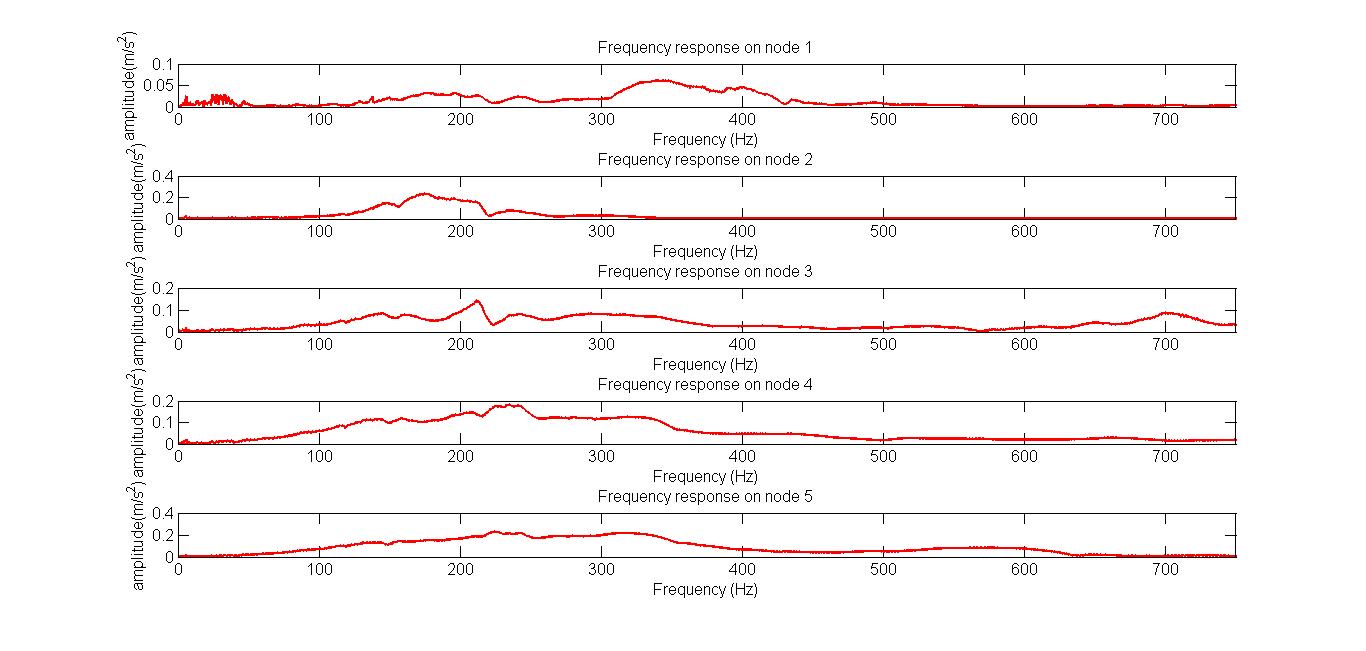 Frequency response on node 1
amplitude(m/s²)
0.1
0.05
0
0 100 200 300 400 500 600 700
Frequency (Hz)
Frequency response on node 2
amplitude(m/s²)
0.4
0.2
0
0 100 200 300 400 500 600 700
Frequency (Hz)
Frequency response on node 3
amplitude(m/s²)
0.2
0.1
0
0 100 200 300 400 500 600 700
Frequency (Hz)
Frequency response on node 4
amplitude(m/s²)
0.2
0.1
0
0 100 200 300 400 500 600 700
Frequency (Hz)
Frequency response on node 5
amplitude(m/s²)
0.4
0.2
0
0 100 200 300 400 500 600 700
Frequency (Hz)